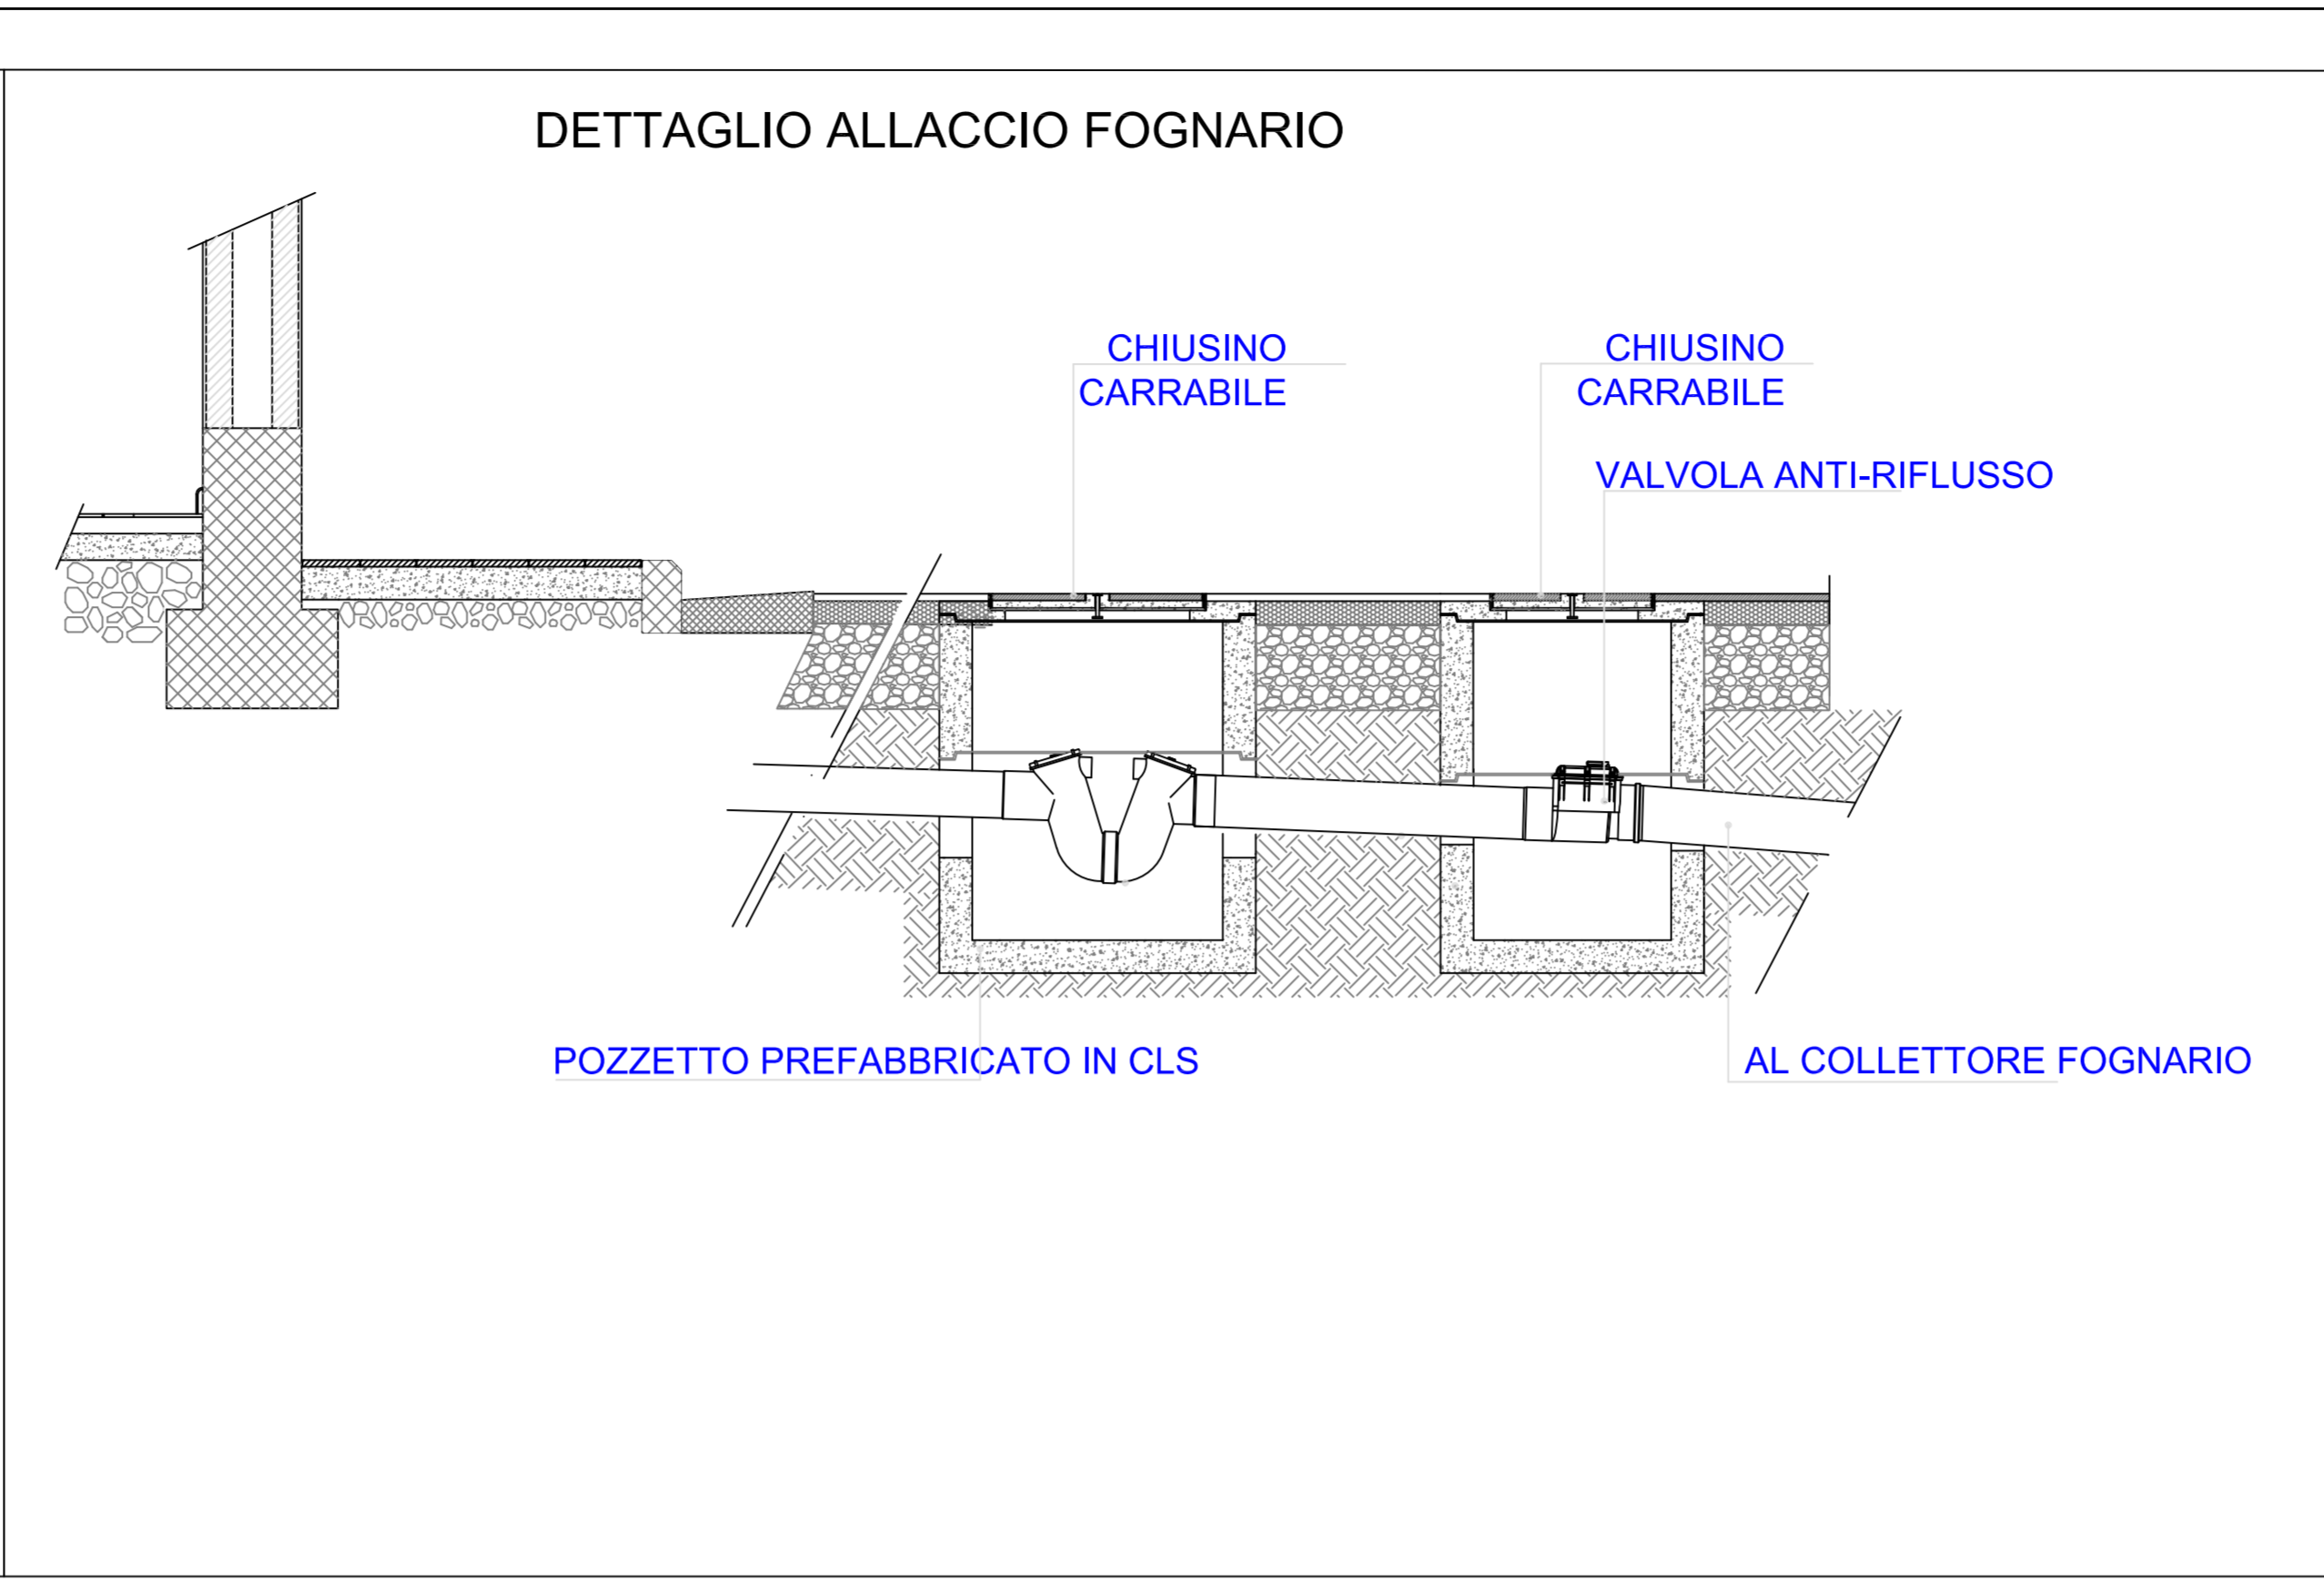 DETTAGLIO ALLACCIO FOGNARIO
CHIUSINO
CARRABILE
CHIUSINO
CARRABILE
VALVOLA ANTI-RIFLUSSO
POZZETTO PREFABBRICATO IN CLS
AL COLLETTORE FOGNARIO